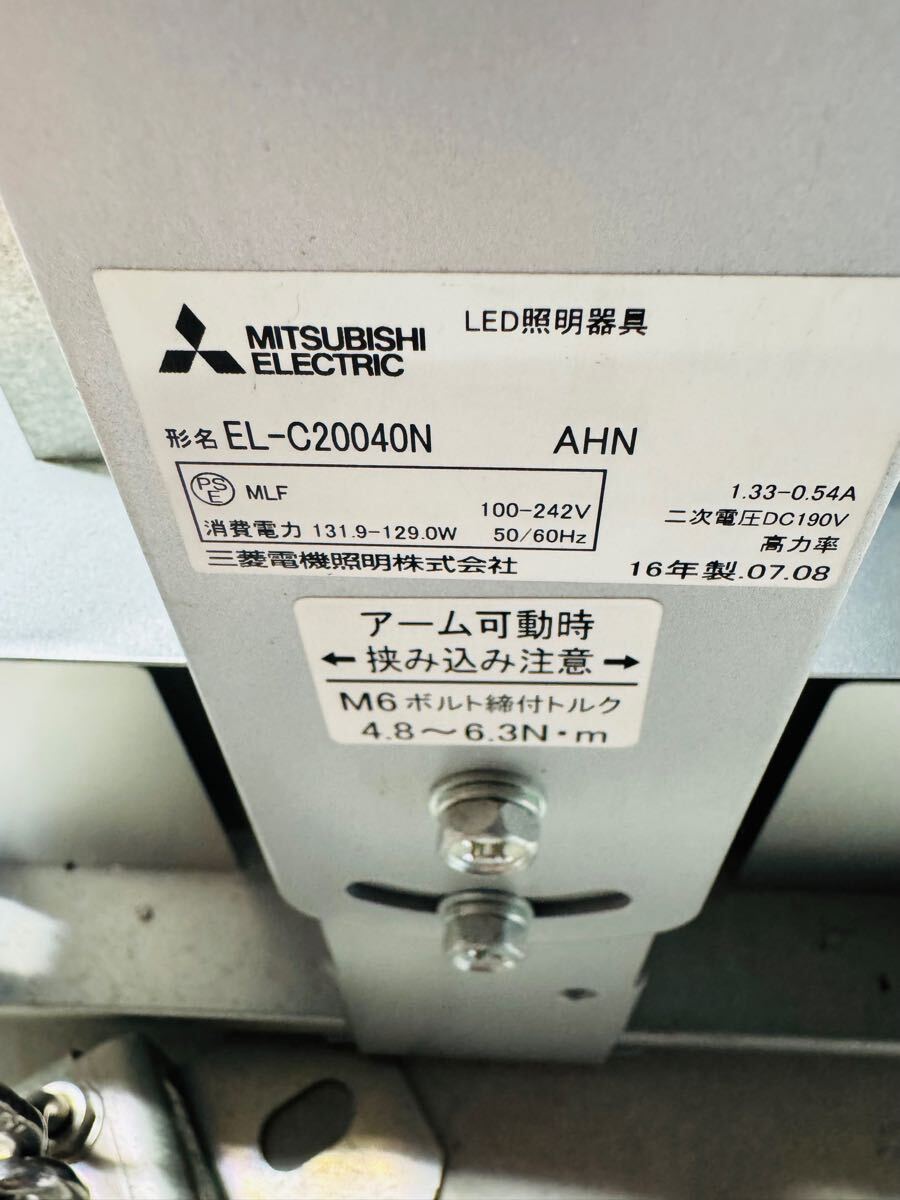 MITSUBISHI
ELECTRIC
LED照明器具
形名 EL-C20040N AHN
PS
E
MLF
100-242V
消費電力 131.9-129.0W 50/60Hz
1.33-0.54A
二次電圧DC190V
高力率
三菱電機照明株式会社 16年製.07.08
アーム可動時
←挟み込み注意→
M6ボルト締付トルク
4.8～6.3N・m